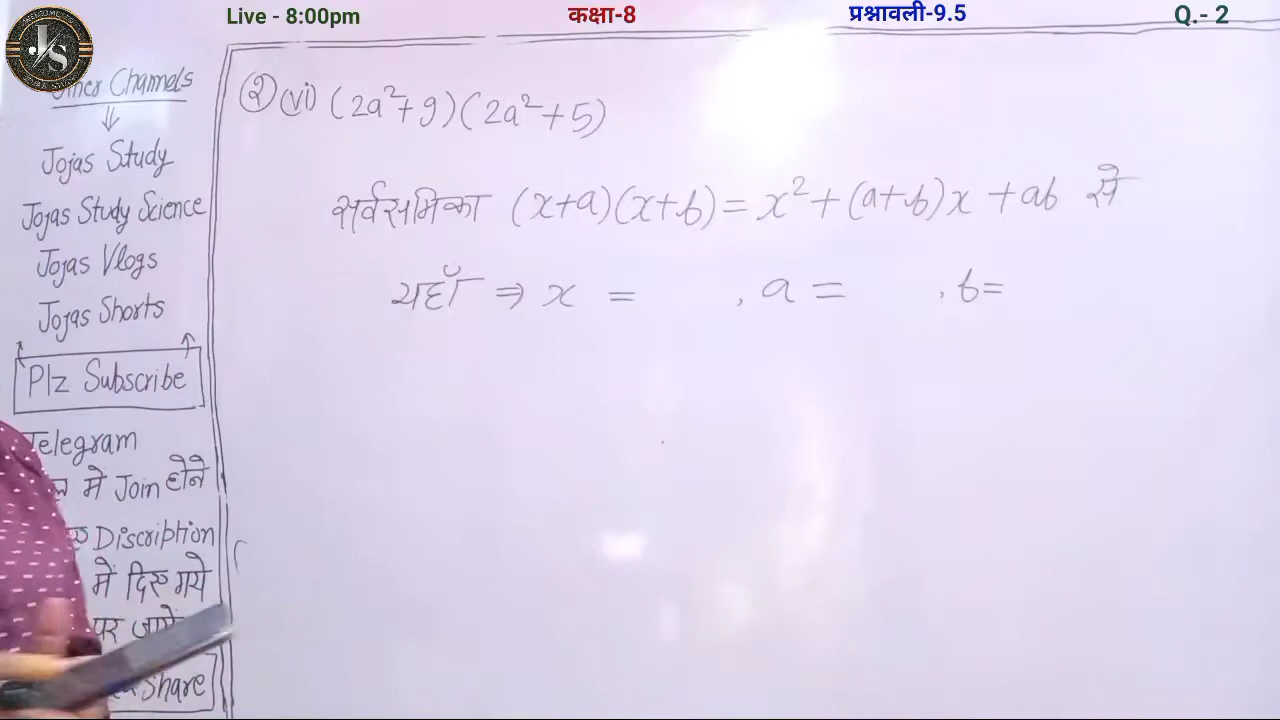 Live - 8:00pm
कक्षा-8
प्रश्नावली-9.5
Q.- 2
JS
Other Channels
⇓
Jojas Study
Jojas Study Science
Jojas Vlogs
Jojas Shorts
Plz Subscribe
Telegram
मे Join होने
Discription
में दिए गये
पर जाये
Share
② (vi) (2a²+9)(2a²+5)
सर्वसमिका (x+a)(x+b)=x²+(a+b)x+ab से
यहाँ ⇒ x = , a = , b=